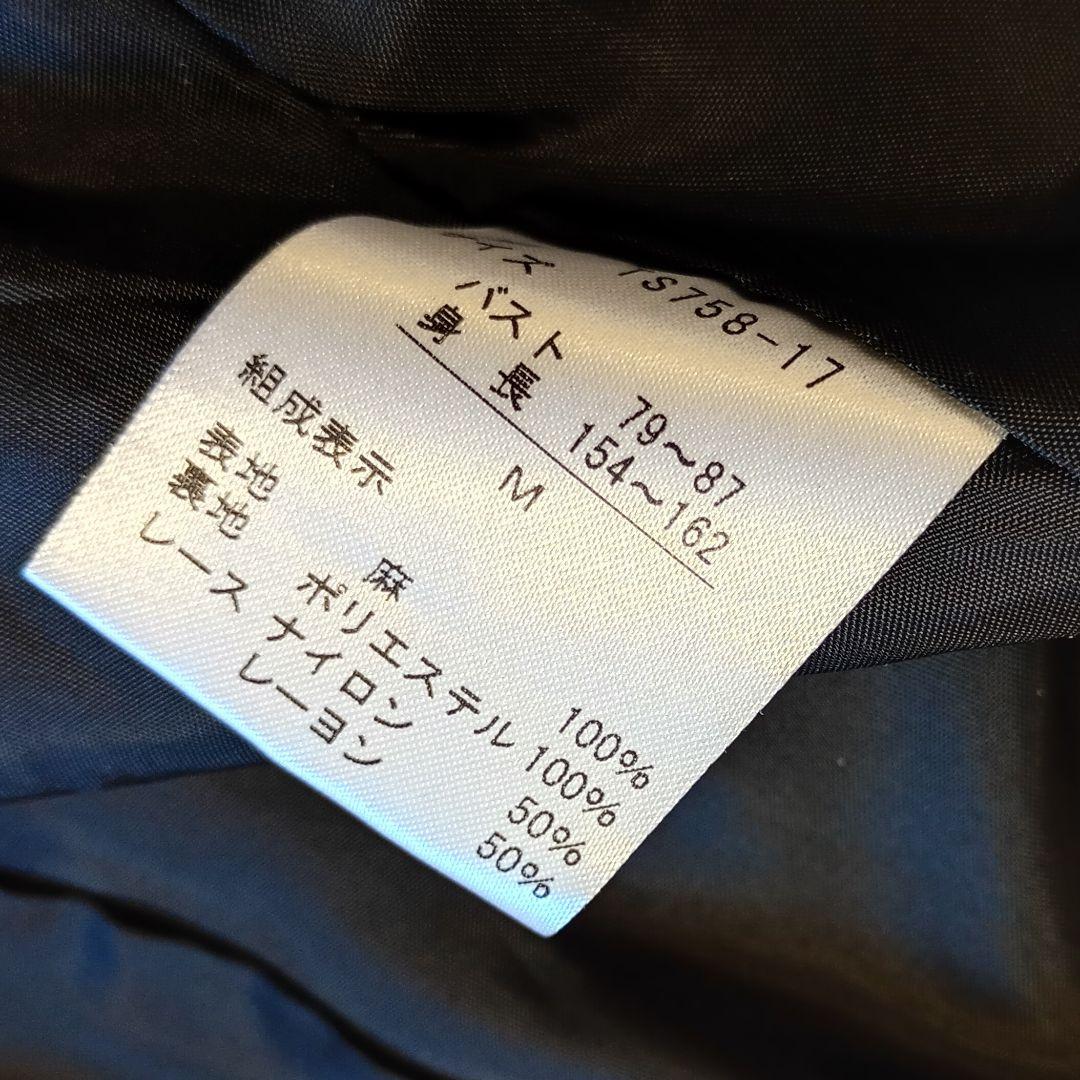 TS758-17
サイズ
バスト 79～87
身長 154～162
M
組成表示
表地 麻 100%
裏地 ポリエステル 100%
レース ナイロン 50%
レーヨン 50%